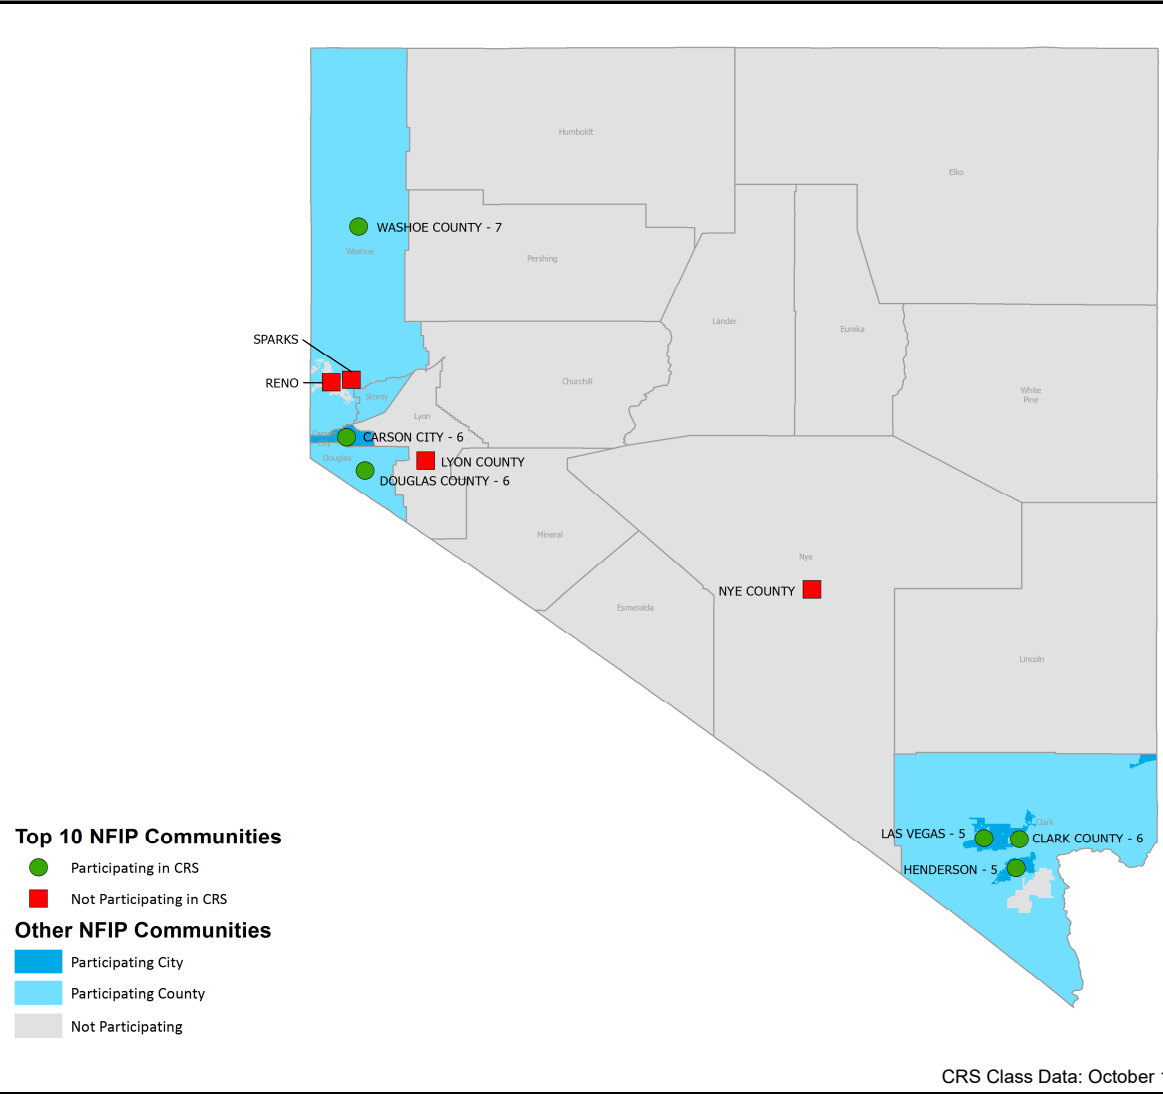 Humboldt
Elko
WASHOE COUNTY - 7
Washoe
Pershing
Lander
Eureka
SPARKS
RENO
Churchill
White
Pine
Storey
Lyon
CARSON CITY - 6
City
Douglas
LYON COUNTY
DOUGLAS COUNTY - 6
Mineral
Nye
NYE COUNTY
Esmeralda
Lincoln
Clark
LAS VEGAS - 5
CLARK COUNTY - 6
HENDERSON - 5
Top 10 NFIP Communities
Participating in CRS
Not Participating in CRS
Other NFIP Communities
Participating City
Participating County
Not Participating
CRS Class Data: October